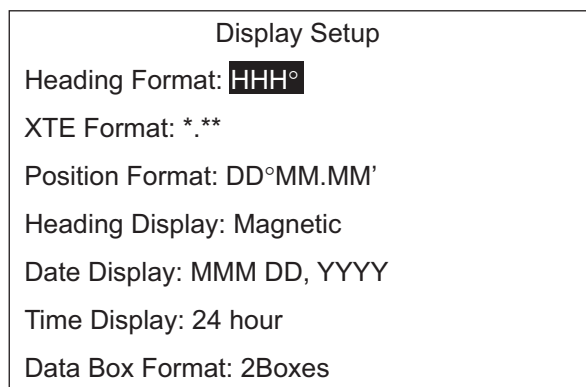 Display Setup
Heading Format: HHH°
XTE Format: *.**
Position Format: DD°MM.MM’
Heading Display: Magnetic
Date Display: MMM DD, YYYY
Time Display: 24 hour
Data Box Format: 2Boxes